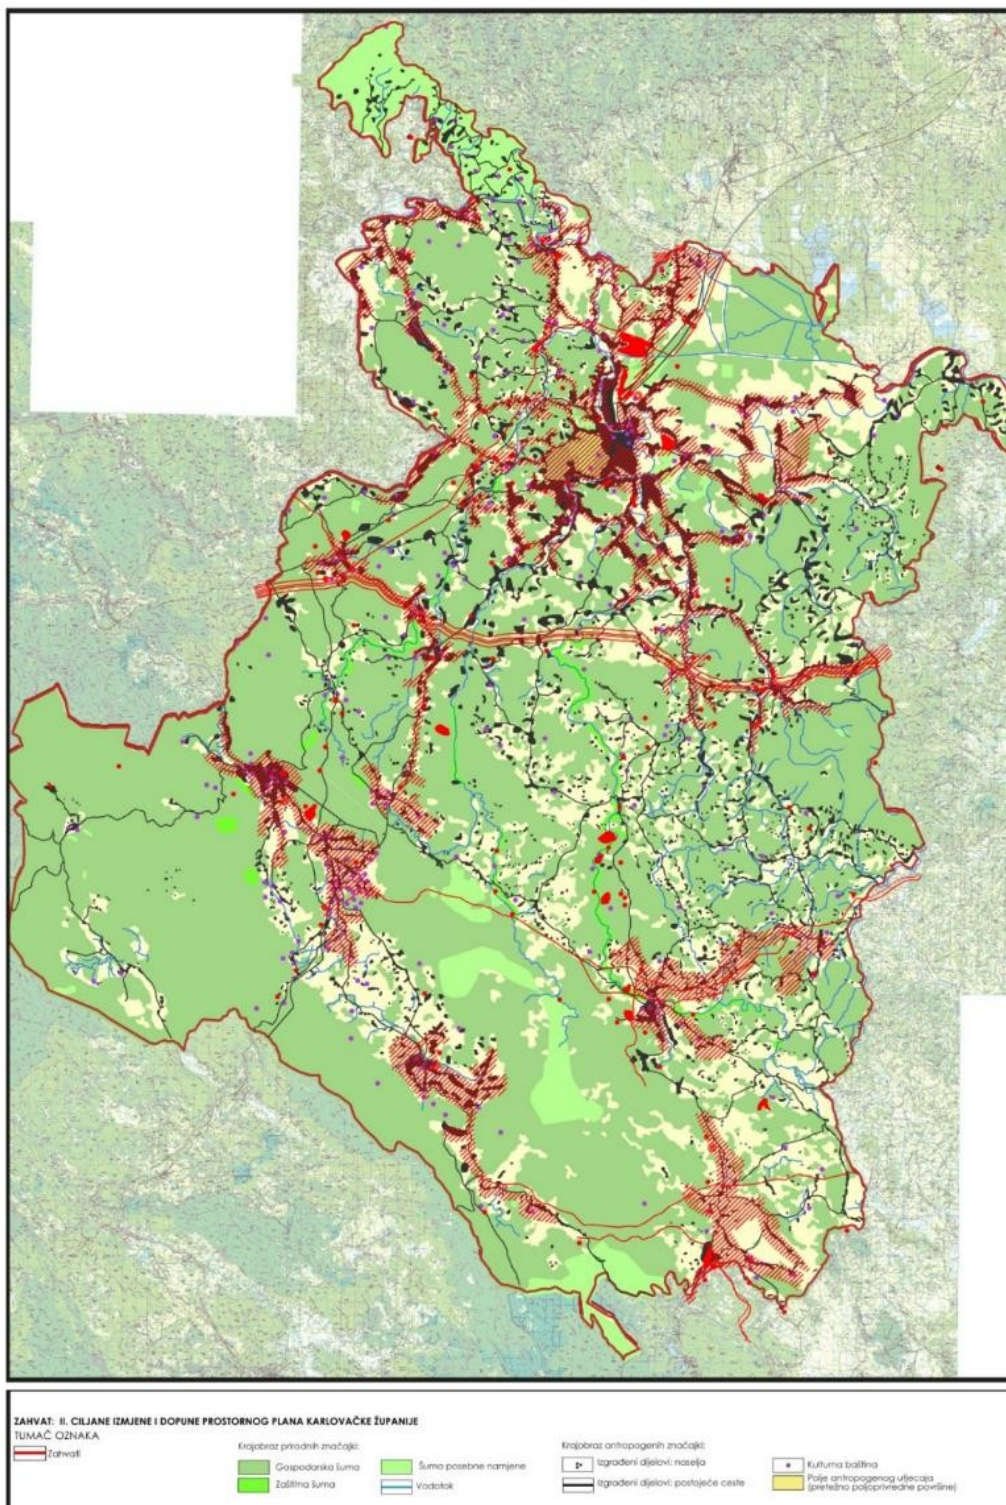 ZAHVAT: II. CILJANE IZMJENE I DOPUNE PROSTORNOG PLANA KARLOVAČKE ŽUPANIJE
TUMAČ OZNAKA
Zahvati
Krajobraz prirodnih značajki:
Gospodarska šuma
Zaštitna šuma
Šuma posebne namjene
Vodotok
Krajobraz antropogenih značajki:
Izgrađeni dijelovi: naselja
Izgrađeni dijelovi: postojeće ceste
Kulturna baština
Polje antropogenog utjecaja
(pretežno poljoprivredne površine)